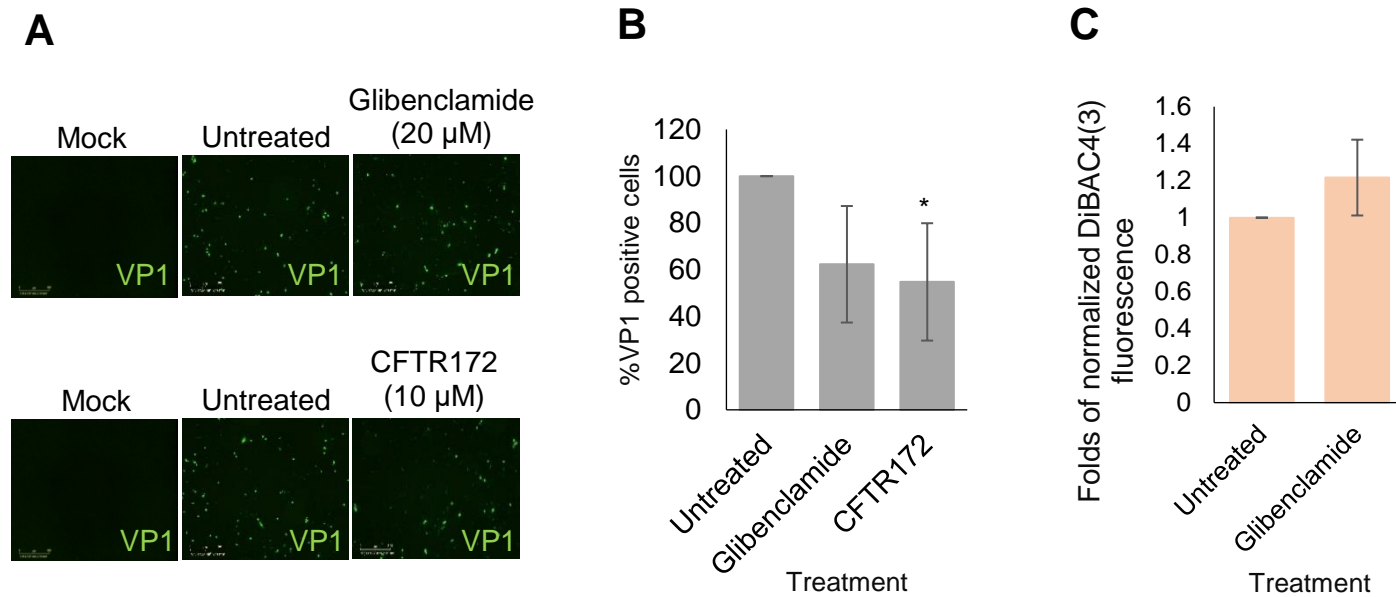 A
Mock
Untreated
Glibenclamide
(20 µM)
VP1
VP1
VP1
Mock
Untreated
CFTR172
(10 µM)
VP1
VP1
VP1
B
%VP1 positive cells
120
100
80
60
40
20
0
*
Untreated
Glibenclamide
CFTR172
Treatment
C
Folds of normalized DiBAC4(3)
fluorescence
1.6
1.4
1.2
1
0.8
0.6
0.4
0.2
0
Untreated
Glibenclamide
Treatment